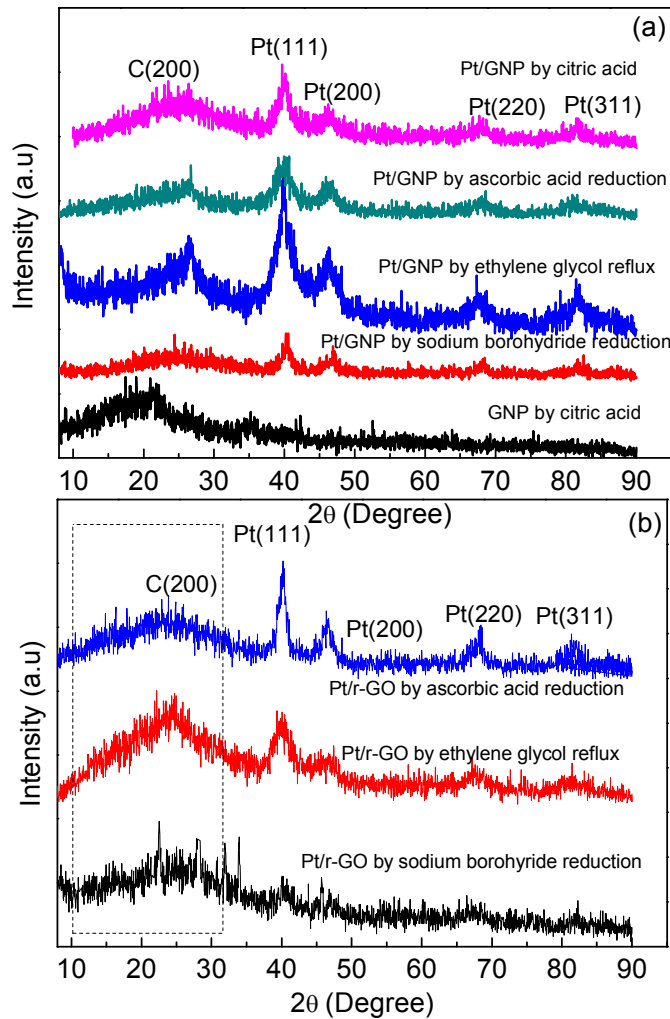 (a)
Pt(111)
C(200)
Pt/GNP by citric acid
Pt(200)
Pt(220)
Pt(311)
Pt/GNP by ascorbic acid reduction
Pt/GNP by ethylene glycol reflux
Pt/GNP by sodium borohydride reduction
GNP by citric acid
Intensity (a.u)
10 20 30 40 50 60 70 80 90
2θ (Degree)
(b)
Pt(111)
C(200)
Pt(200)
Pt(220)
Pt(311)
Pt/r-GO by ascorbic acid reduction
Pt/r-GO by ethylene glycol reflux
Pt/r-GO by sodium borohyride reduction
Intensity (a.u)
10 20 30 40 50 60 70 80 90
2θ (Degree)